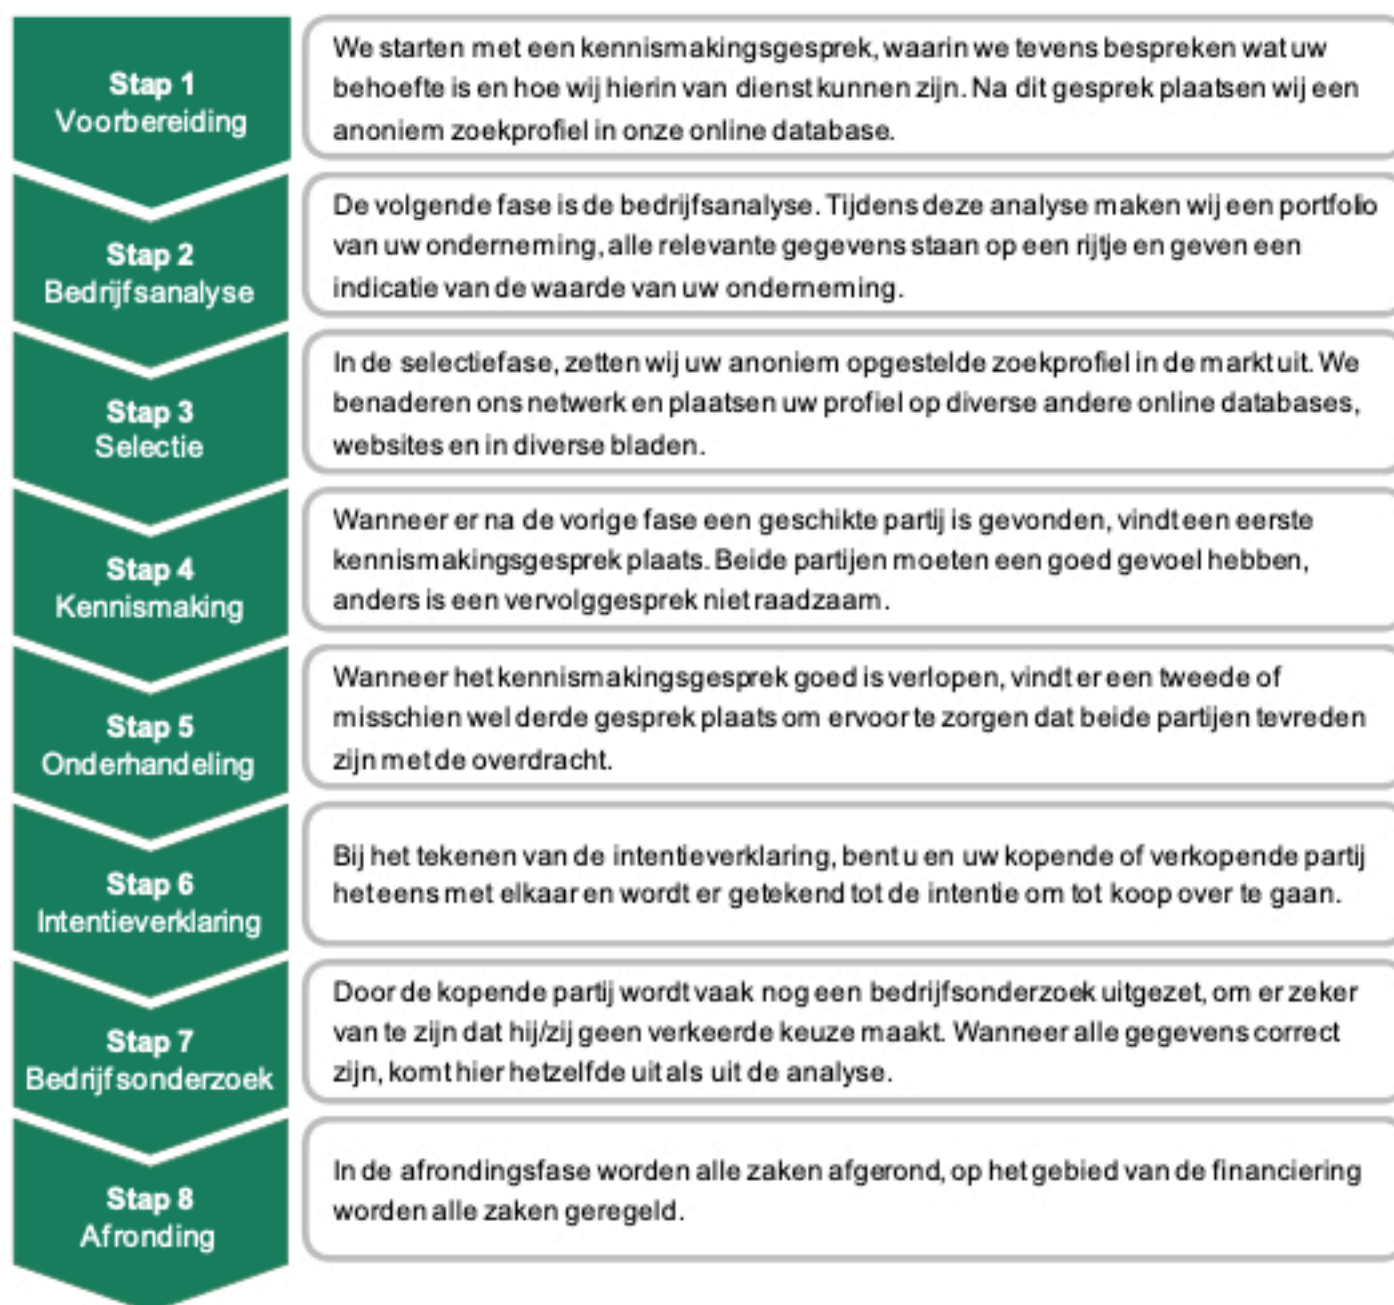 Stap 1
Voorbereiding
We starten met een kennismakingsgesprek, waarin we tevens bespreken wat uw
behoefte is en hoe wij hierin van dienst kunnen zijn. Na dit gesprek plaatsen wij een
anoniem zoekprofiel in onze online database.
Stap 2
Bedrijfsanalyse
De volgende fase is de bedrijfsanalyse. Tijdens deze analyse maken wij een portfolio
van uw onderneming, alle relevante gegevens staan op een rijtje en geven een
indicatie van de waarde van uw onderneming.
Stap 3
Selectie
In de selectiefase, zetten wij uw anoniem opgestelde zoekprofiel in de markt uit. We
benaderen ons netwerk en plaatsen uw profiel op diverse andere online databases,
websites en in diverse bladen.
Stap 4
Kennismaking
Wanneer er na de vorige fase een geschikte partij is gevonden, vindt een eerste
kennismakingsgesprek plaats. Beide partijen moeten een goed gevoel hebben,
anders is een vervolggesprek niet raadzaam.
Stap 5
Onderhandeling
Wanneer het kennismakingsgesprek goed is verlopen, vindt er een tweede of
misschien wel derde gesprek plaats om ervoor te zorgen dat beide partijen tevreden
zijn met de overdracht.
Stap 6
Intentieverklaring
Bij het tekenen van de intentieverklaring, bent u en uw kopende of verkopende partij
het eens met elkaar en wordt er getekend tot de intentie om tot koop over te gaan.
Stap 7
Bedrijfsonderzoek
Door de kopende partij wordt vaak nog een bedrijfsonderzoek uitgezet, om er zeker
van te zijn dat hij/zij geen verkeerde keuze maakt. Wanneer alle gegevens correct
zijn, komt hier hetzelfde uit als uit de analyse.
Stap 8
Afronding
In de afrondingsfase worden alle zaken afgerond, op het gebied van de financiering
worden alle zaken geregeld.